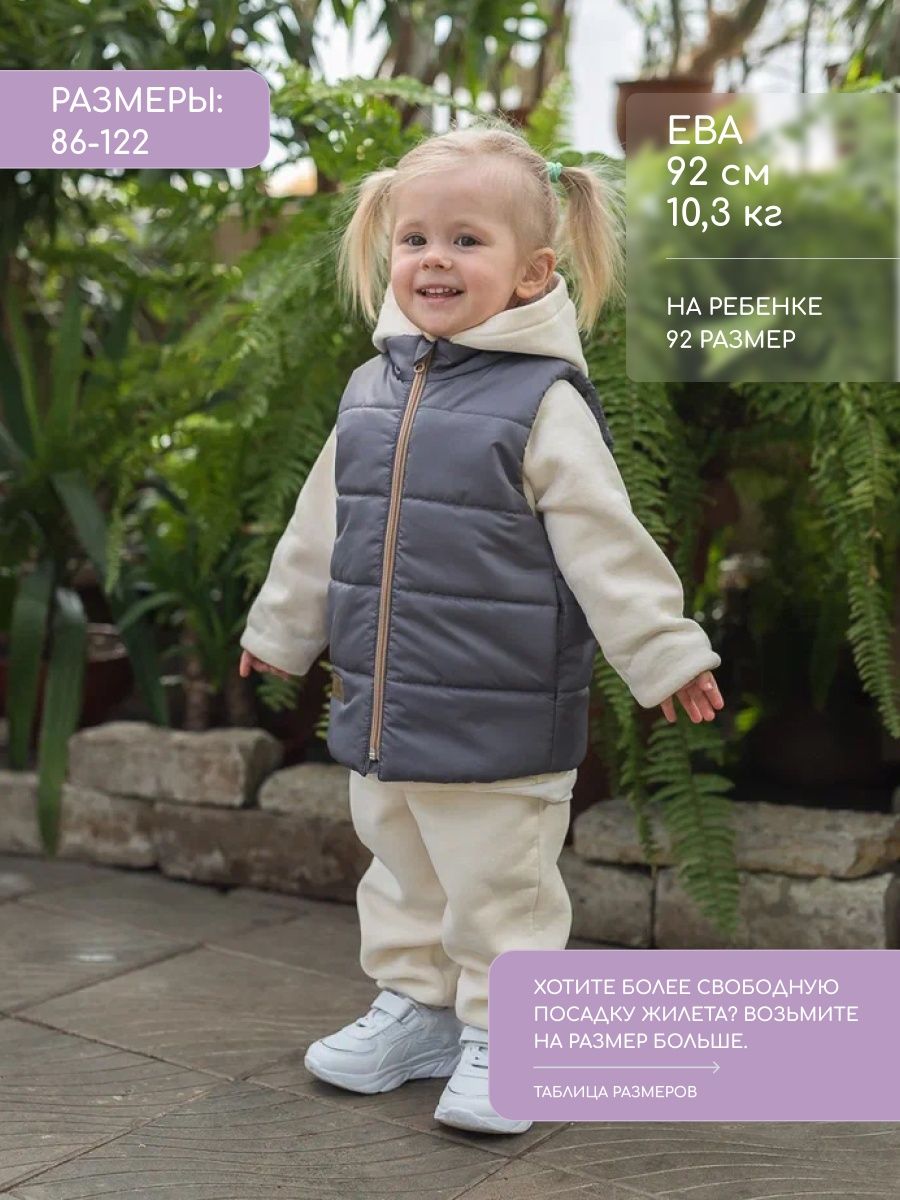 РАЗМЕРЫ:
86-122
ЕВА
92 см
10,3 кг
НА РЕБЕНКЕ
92 РАЗМЕР
ХОТИТЕ БОЛЕЕ СВОБОДНУЮ
ПОСАДКУ ЖИЛЕТА? ВОЗЬМИТЕ
НА РАЗМЕР БОЛЬШЕ.
ТАБЛИЦА РАЗМЕРОВ